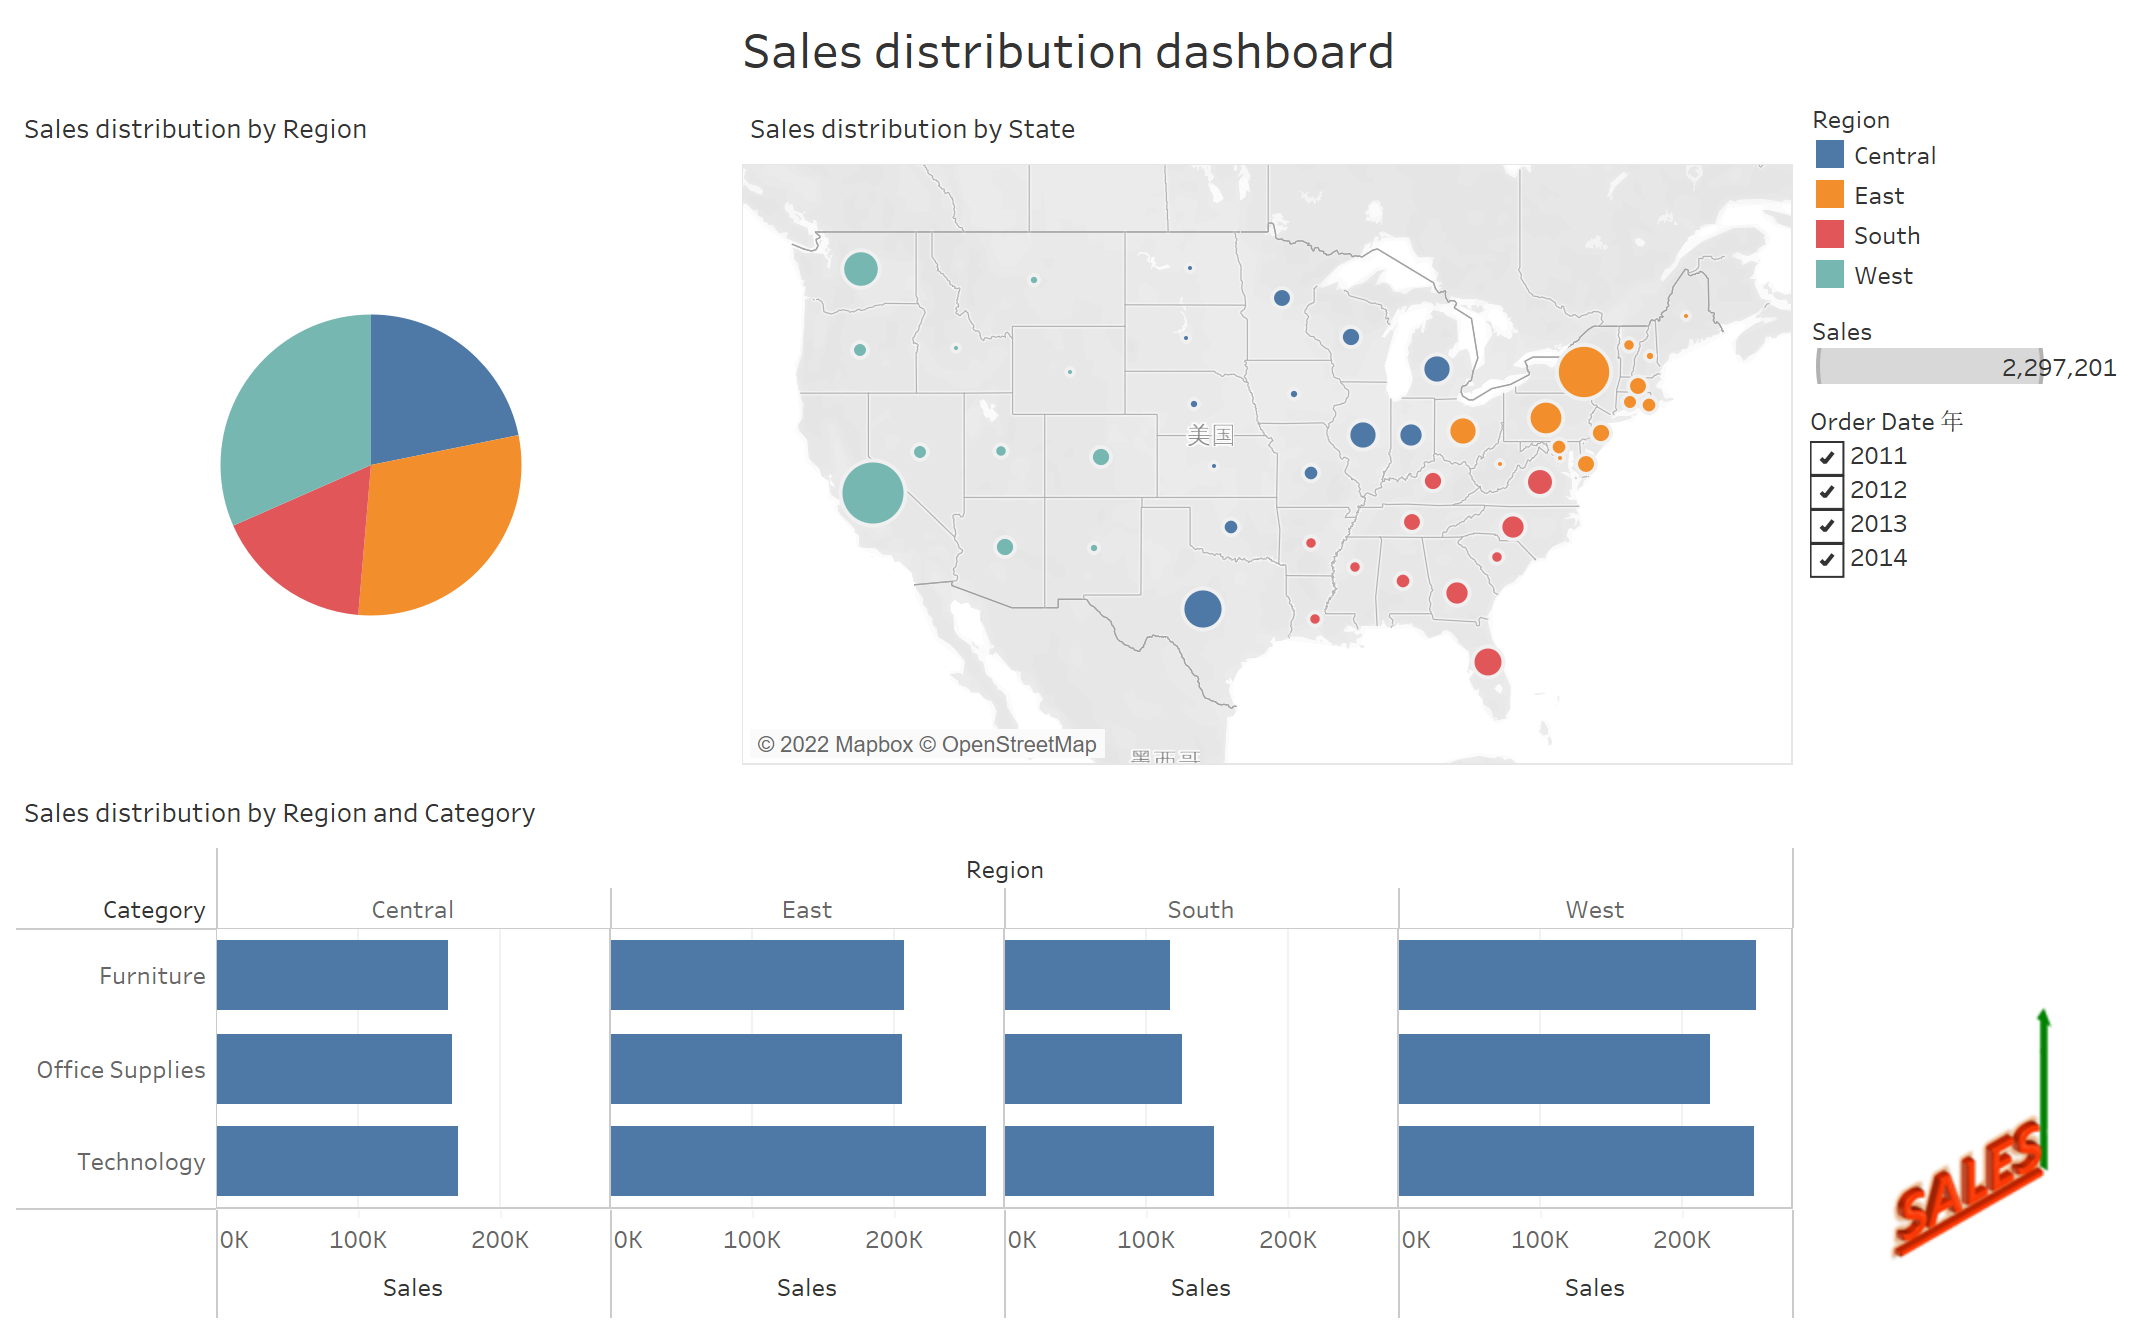 Sales distribution dashboard
Sales distribution by Region
Sales distribution by State
美国
墨西哥
© 2022 Mapbox © OpenStreetMap
Region
Central
East
South
West
Sales
2,297,201
Order Date 年
2011
2012
2013
2014
Sales distribution by Region and Category
Region
Category Central East South West
Furniture
Office Supplies
Technology
0K 100K 200K 0K 100K 200K 0K 100K 200K 0K 100K 200K
Sales Sales Sales Sales
SALES